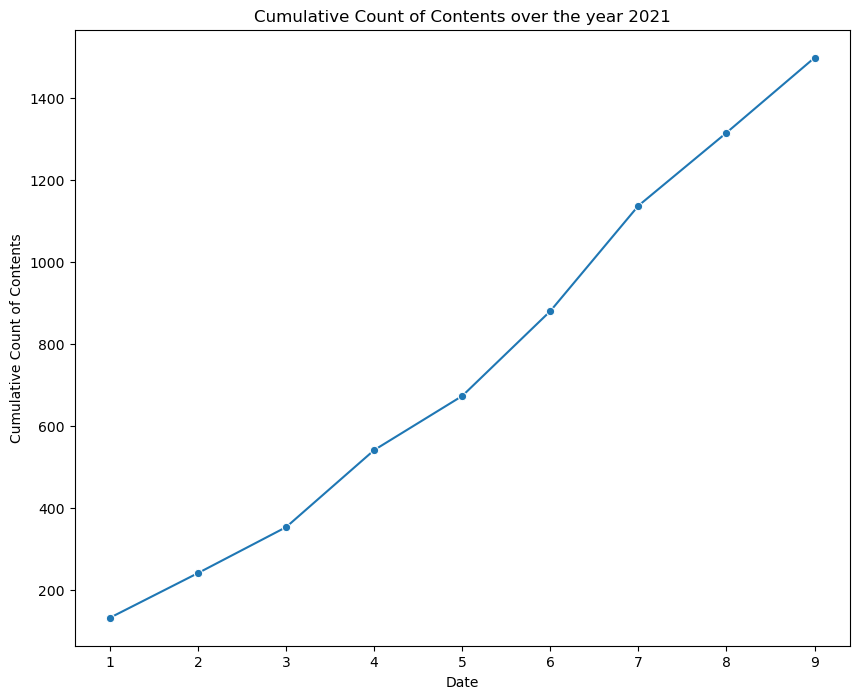 Cumulative Count of Contents over the year 2021
Cumulative Count of Contents
1400
1200
1000
800
600
400
200
1 2 3 4 5 6 7 8 9
Date